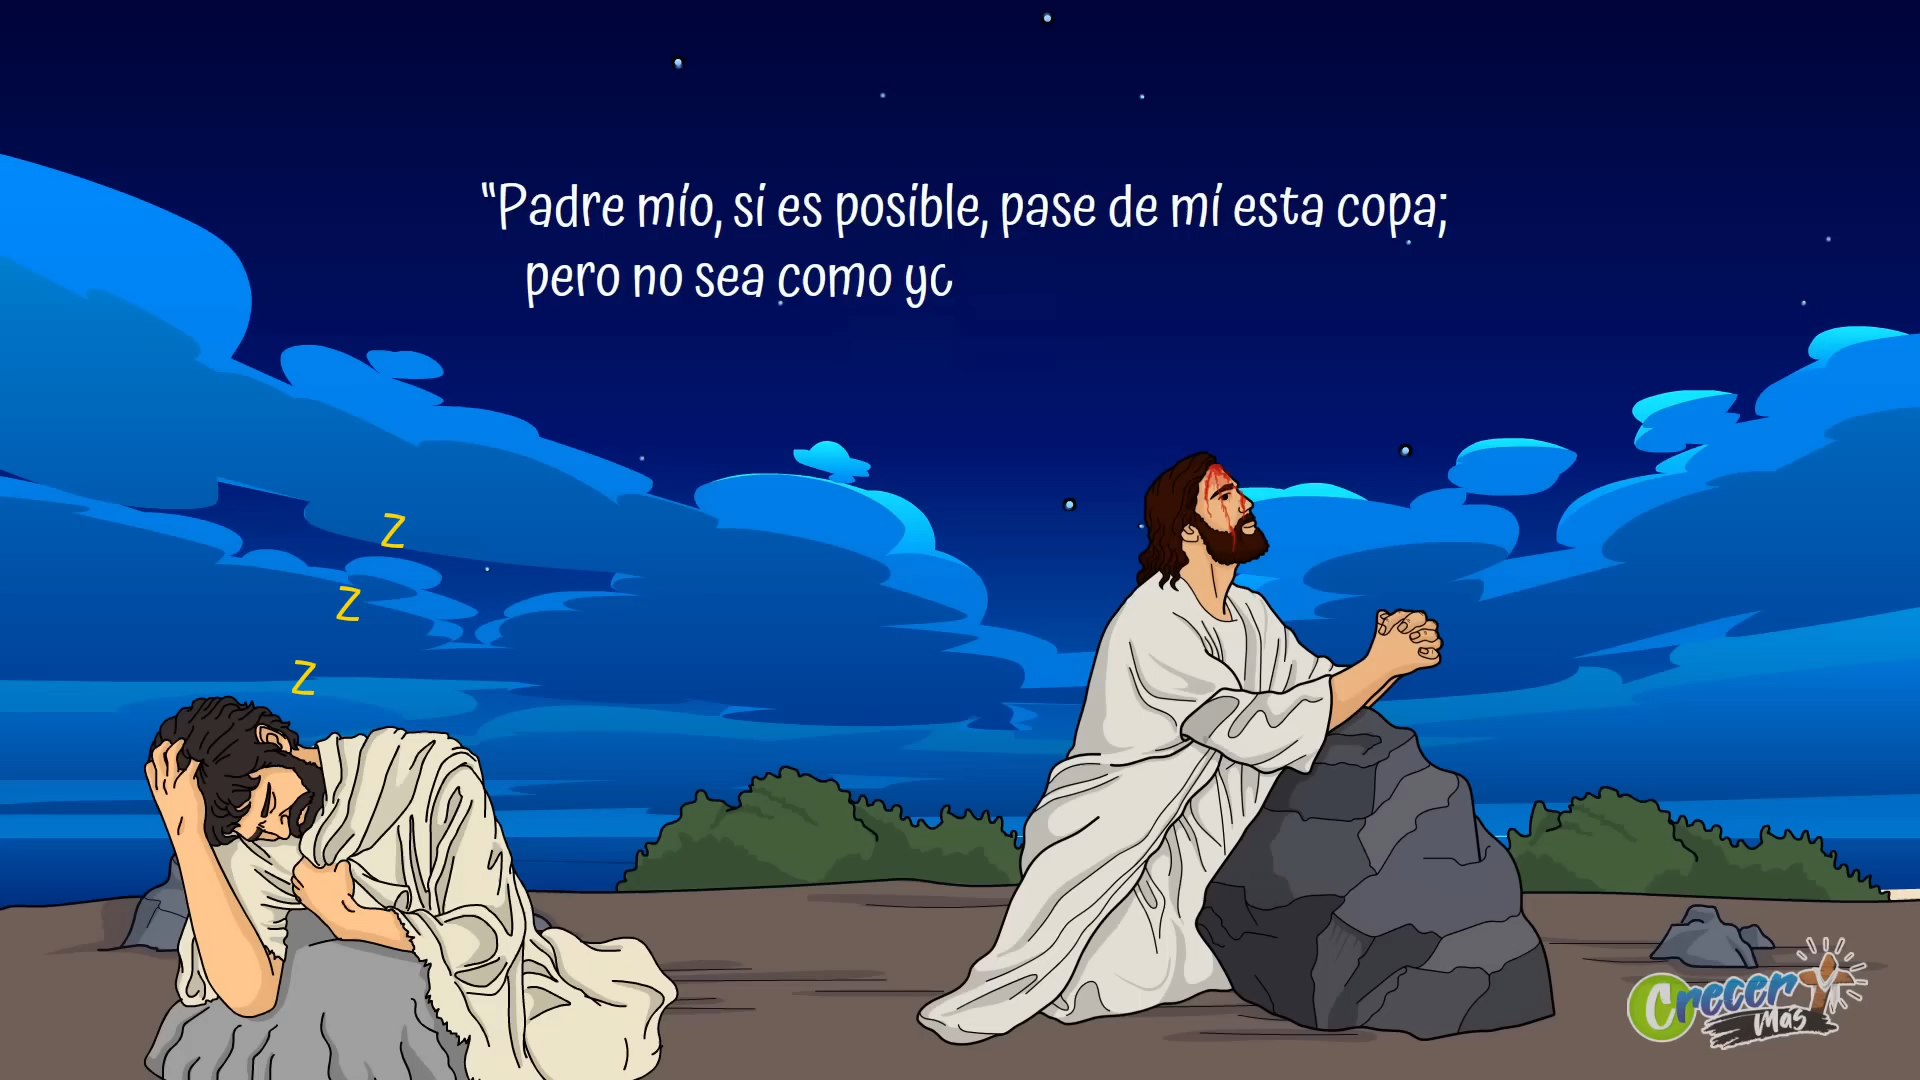 “Padre mío, si es posible, pase de mí esta copa;
pero no sea como yo
Z
Z
Z
Crecer
Más